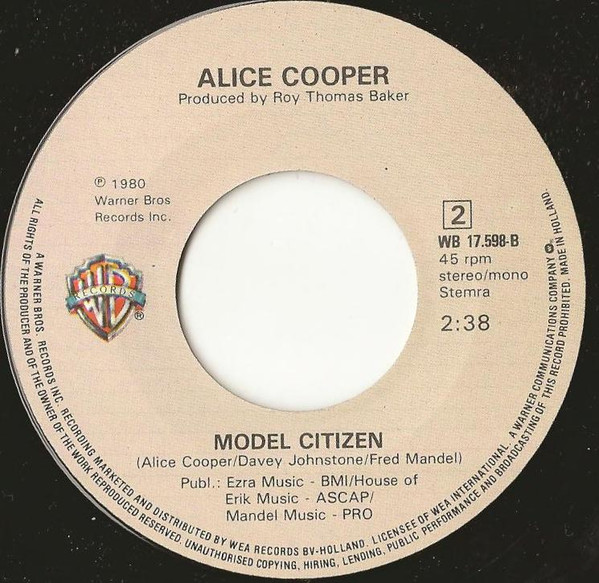 ALICE COOPER
Produced by Roy Thomas Baker
℗ 1980
Warner Bros
Records Inc.
2
WB 17.598-B
45 rpm
stereo/mono
Stemra
2:38
RECORDS
®
MODEL CITIZEN
(Alice Cooper/Davey Johnstone/Fred Mandel)
Publ.: Ezra Music - BMI/House of
Erik Music - ASCAP/
Mandel Music - PRO
A WARNER BROS. RECORDS INC. RECORDING MARKETED AND DISTRIBUTED BY WEA RECORDS BV-HOLLAND. LICENSEE OF WEA INTERNATIONAL. A WARNER COMMUNICATIONS COMPANY
ALL RIGHTS OF THE PRODUCER AND OF THE OWNER OF THE WORK REPRODUCED RESERVED. UNAUTHORISED COPYING, HIRING, LENDING, PUBLIC PERFORMANCE AND BROADCASTING OF THIS RECORD PROHIBITED. MADE IN HOLLAND.